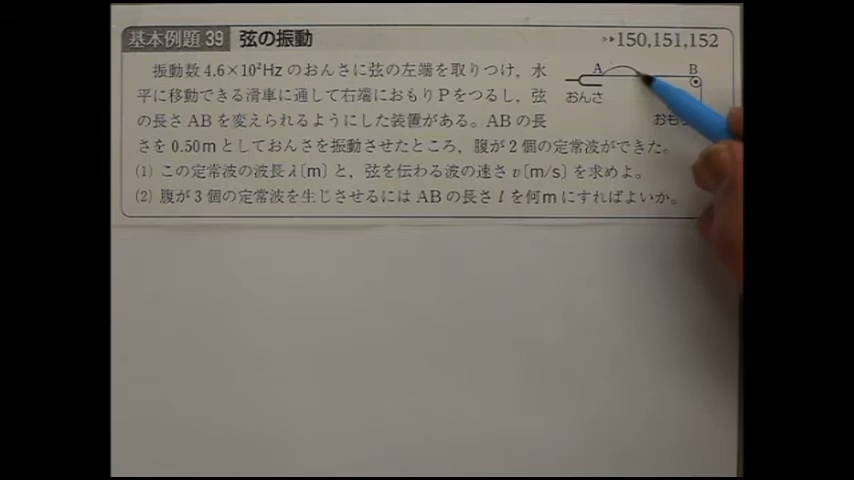 基本例題 39 弦の振動
▷▷150,151,152
振動数 4.6×10²Hz のおんさに弦の左端を取りつけ，水
平に移動できる滑車に通して右端におもりPをつるし，弦
の長さ AB を変えられるようにした装置がある。AB の長
さを 0.50m としておんさを振動させたところ，腹が 2 個の定常波ができた。
(1) この定常波の波長 λ〔m〕と，弦を伝わる波の速さ v〔m/s〕を求めよ。
(2) 腹が 3 個の定常波を生じさせるには AB の長さ l を何mにすればよいか。
A
B
おんさ
おも